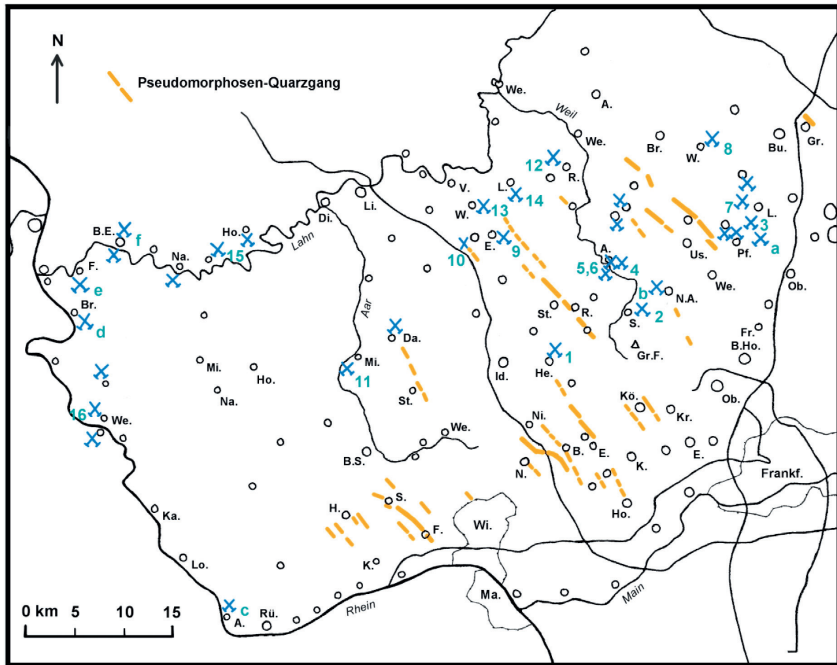 N
Pseudomorphosen-Quarzgang
We.
A.
Weil
We.
Br.
W.
8
Bu.
Gr.
12
R.
V.
L.
14
W.
13
7
L.
3
Di.
Li.
B.E.
f
Ho.
15
Lahn
Na.
10
E.
9
A.
4
5,6
Us.
Pf.
a
F.
e
Br.
d
Aar
b
N.A.
We.
Ob.
St.
R.
S.
2
Da.
Gr.F.
Fr.
B.Ho.
Mi.
Ho.
Mi.
11
1
Id.
He.
Na.
St.
Kö.
Kr.
Ob.
16
We.
Ni.
We.
B.S.
N.
B.
E.
K.
E.
Frankf.
Ka.
H.
S.
F.
Wi.
Ho.
Lo.
K.
Rhein
Ma.
Main
c
A.
Rü.
0 km
5
10
15